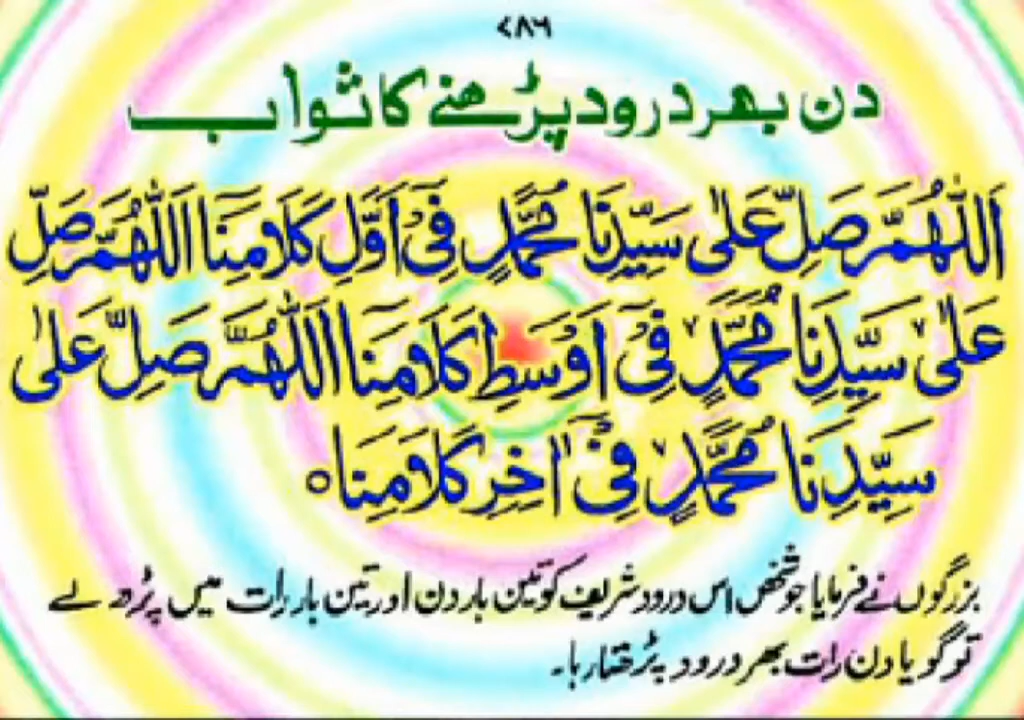 ۷۸۶
دن بھر درود پڑھنے کا ثواب
اَللّٰهُمَّ صَلِّ عَلٰى سَيِّدِنَا مُحَمَّدٍ فِىْ اَوَّلِ كَلَامِنَا اَللّٰهُمَّ صَلِّ
عَلٰى سَيِّدِنَا مُحَمَّدٍ فِىْ اَوْسَطِ كَلَامِنَا اَللّٰهُمَّ صَلِّ عَلٰى
سَيِّدِنَا مُحَمَّدٍ فِىْ اٰخِرِ كَلَامِنَا ہ
بزرگوں نے فرمایا جو شخص اس درود شریف کو تین بار دن اور تین بار رات میں پڑھ لے
تو گویا دن رات بھر درود پڑھتا رہا۔